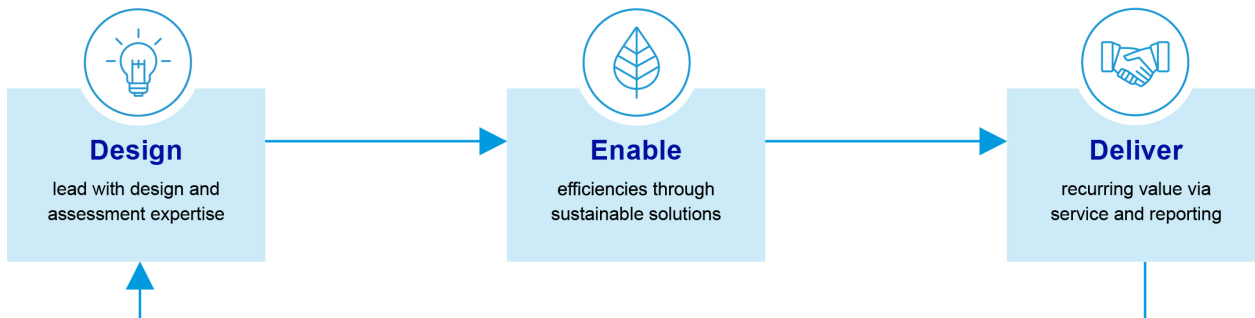 Design
lead with design and
assessment expertise
Enable
efficiencies through
sustainable solutions
Deliver
recurring value via
service and reporting